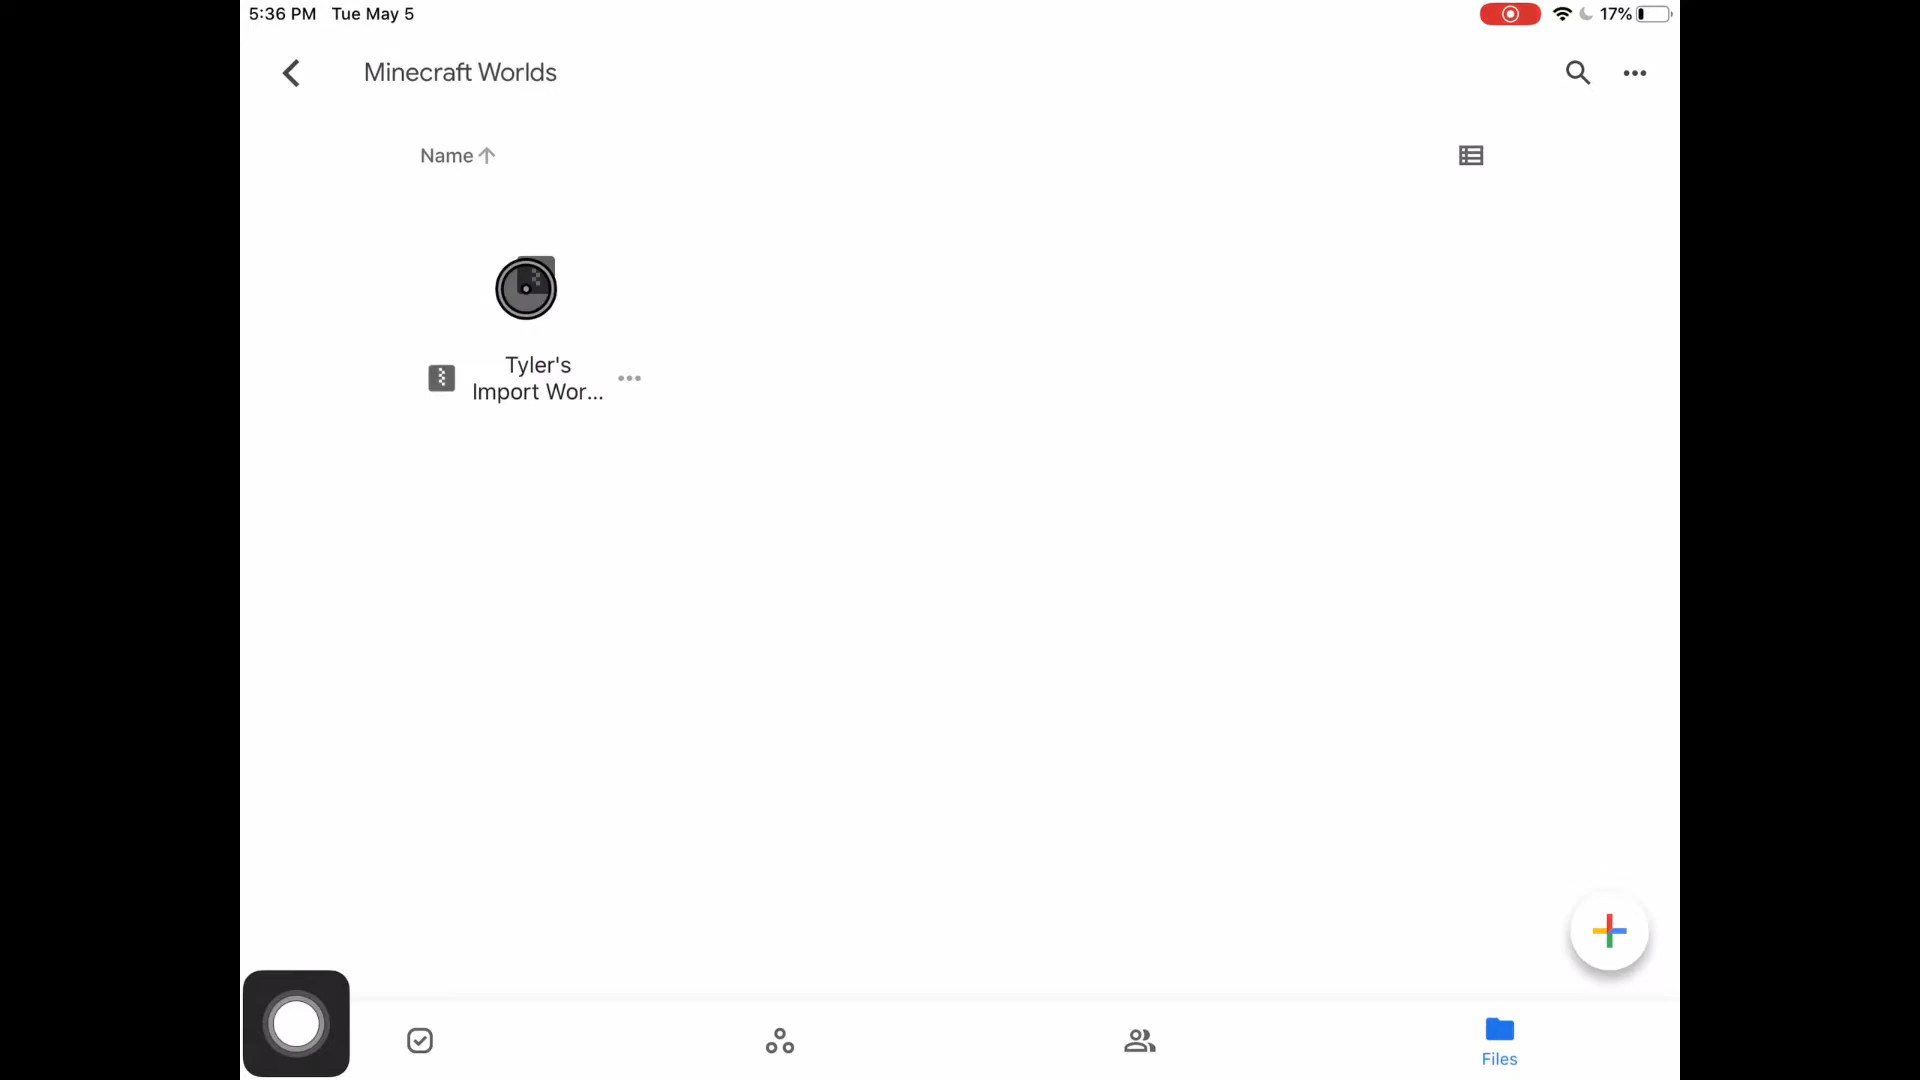 5:36 PM Tue May 5
17%
Minecraft Worlds
Name
Tyler's
Import Wor...
Files